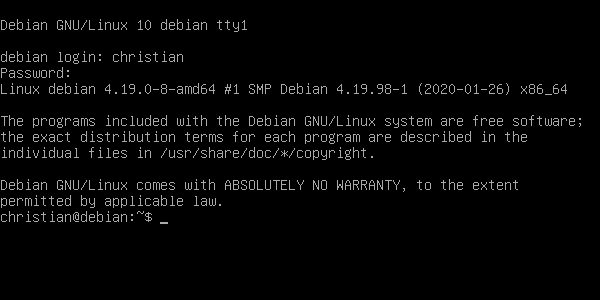 Debian GNU/Linux 10 debian tty1
debian login: christian
Password:
Linux debian 4.19.0-8-amd64 #1 SMP Debian 4.19.98-1 (2020-01-26) x86_64
The programs included with the Debian GNU/Linux system are free software;
the exact distribution terms for each program are described in the
individual files in /usr/share/doc/*/copyright.
Debian GNU/Linux comes with ABSOLUTELY NO WARRANTY, to the extent
permitted by applicable law.
christian@debian:~$ _